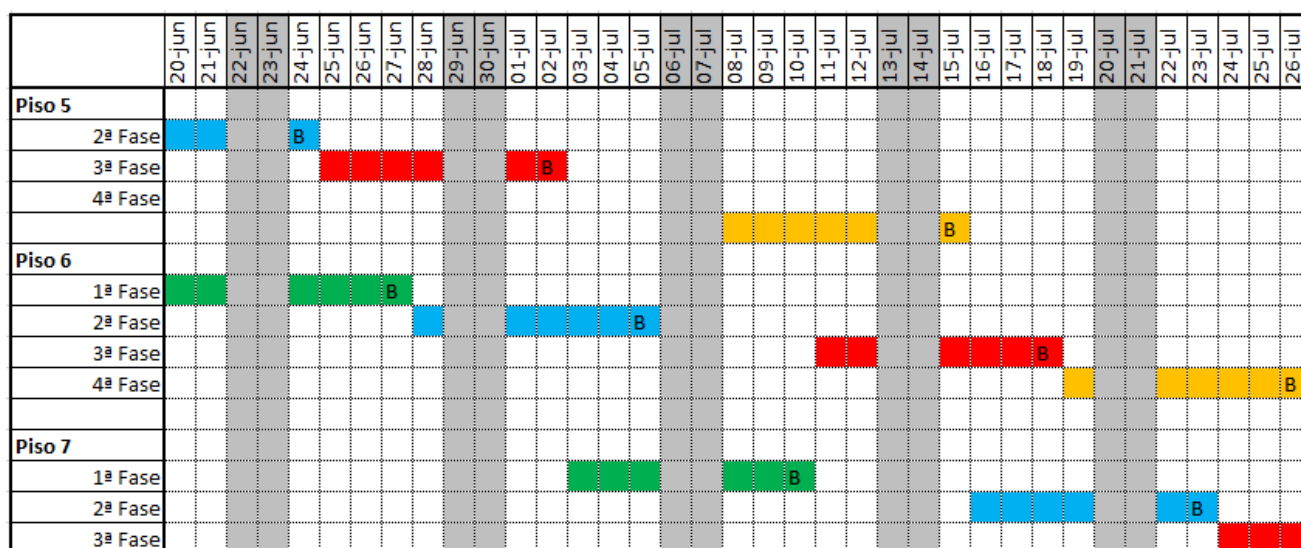 20-jun 21-jun 22-jun 23-jun 24-jun 25-jun 26-jun 27-jun 28-jun 29-jun 30-jun 01-jul 02-jul 03-jul 04-jul 05-jul 06-jul 07-jul 08-jul 09-jul 10-jul 11-jul 12-jul 13-jul 14-jul 15-jul 16-jul 17-jul 18-jul 19-jul 20-jul 21-jul 22-jul 23-jul 24-jul 25-jul 26-jul
Piso 5
2ª Fase B
3ª Fase B
4ª Fase
B
Piso 6
1ª Fase B
2ª Fase B
3ª Fase B
4ª Fase B
Piso 7
1ª Fase B
2ª Fase B
3ª Fase